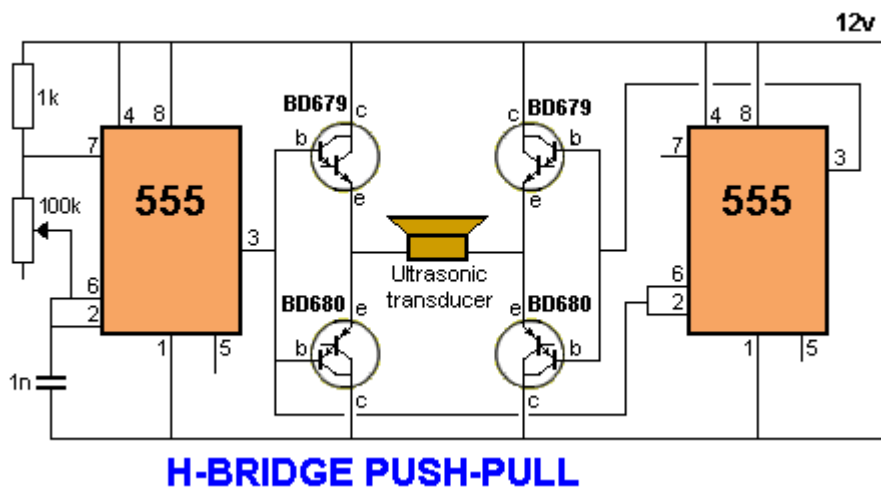 12v
1k
4 8
BD679
c
b
e
7
100k
555
3
6
2
1
5
1n
Ultrasonic
transducer
BD680
e
b
c
BD679
c
b
e
BD680
e
b
c
4 8
7
555
3
6
2
1
5
H-BRIDGE PUSH-PULL